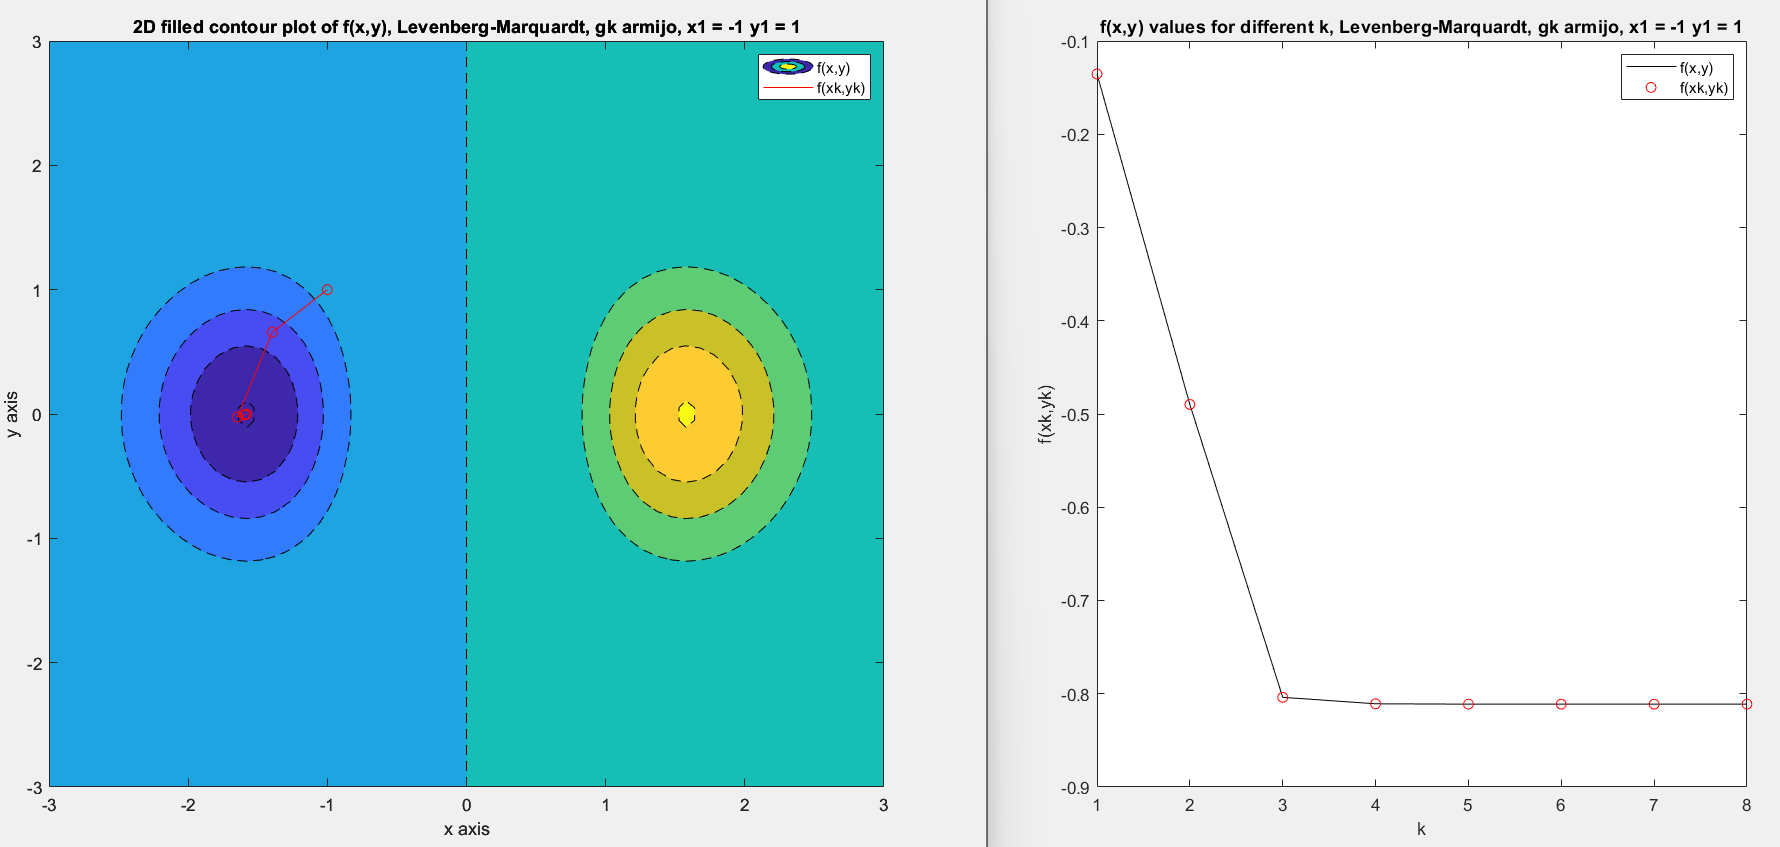 2D filled contour plot of f(x,y), Levenberg-Marquardt, gk armijo, x1 = -1 y1 = 1
f(x,y)
f(xk,yk)
3
2
1
0
-1
-2
-3
y axis
-3 -2 -1 0 1 2 3
x axis
f(x,y) values for different k, Levenberg-Marquardt, gk armijo, x1 = -1 y1 = 1
f(x,y)
f(xk,yk)
-0.1
-0.2
-0.3
-0.4
-0.5
-0.6
-0.7
-0.8
-0.9
f(xk,yk)
1 2 3 4 5 6 7 8
k